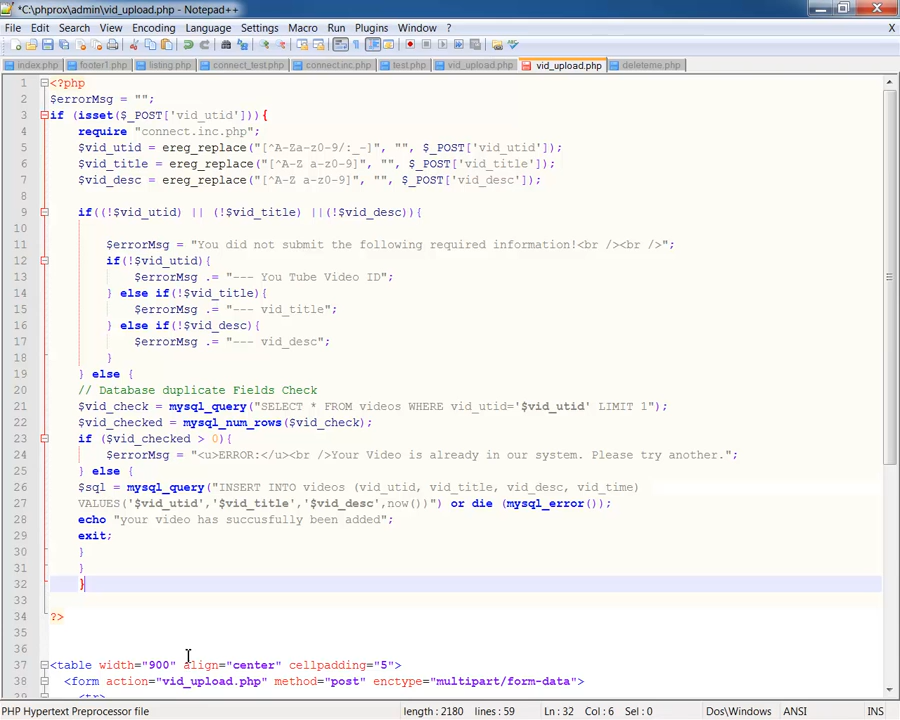 *C:\phprox\admin\vid_upload.php - Notepad++
File Edit Search View Encoding Language Settings Macro Run Plugins Window ? X
index.php footer1.php listing.php connect_test.php connectinc.php test.php vid_upload.php vid_upload.php deleteme.php
1 <?php
2 $errorMsg = "";
3 if (isset($_POST['vid_utid'])){
4 require "connect.inc.php";
5 $vid_utid = ereg_replace("[^A-Za-z0-9/:_-]", "", $_POST['vid_utid']);
6 $vid_title = ereg_replace("[^A-Z a-z0-9]", "", $_POST['vid_title']);
7 $vid_desc = ereg_replace("[^A-Z a-z0-9]", "", $_POST['vid_desc']);
8
9 if((!$vid_utid) || (!$vid_title) ||(!$vid_desc)){
10
11 $errorMsg = "You did not submit the following required information!<br /><br />";
12 if(!$vid_utid){
13 $errorMsg .= "--- You Tube Video ID";
14 } else if(!$vid_title){
15 $errorMsg .= "--- vid_title";
16 } else if(!$vid_desc){
17 $errorMsg .= "--- vid_desc";
18 }
19 } else {
20 // Database duplicate Fields Check
21 $vid_check = mysql_query("SELECT * FROM videos WHERE vid_utid='$vid_utid' LIMIT 1");
22 $vid_checked = mysql_num_rows($vid_check);
23 if ($vid_checked > 0){
24 $errorMsg = "<u>ERROR:</u><br />Your Video is already in our system. Please try another.";
25 } else {
26 $sql = mysql_query("INSERT INTO videos (vid_utid, vid_title, vid_desc, vid_time)
27 VALUES('$vid_utid','$vid_title','$vid_desc',now())") or die (mysql_error());
28 echo "your video has succusfully been added";
29 exit;
30 }
31 }
32 }
33
34 ?>
35
36
37 <table width="900" align="center" cellpadding="5">
38 <form action="vid_upload.php" method="post" enctype="multipart/form-data">
<tr>
PHP Hypertext Preprocessor file length : 2180 lines : 59 Ln : 32 Col : 6 Sel : 0 Dos\Windows ANSI INS